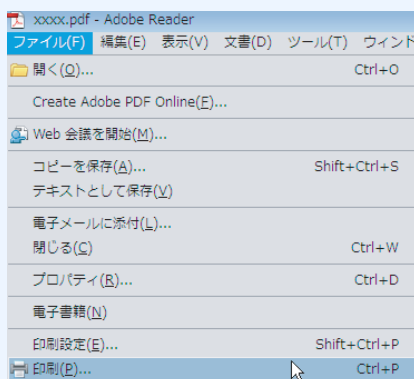 xxxx.pdf - Adobe Reader
ファイル(F) 編集(E) 表示(V) 文書(D) ツール(T) ウィンド
開く(O)... Ctrl+O
Create Adobe PDF Online(F)...
Web 会議を開始(M)...
コピーを保存(A)... Shift+Ctrl+S
テキストとして保存(V)
電子メールに添付(L)...
閉じる(C) Ctrl+W
プロパティ(R)... Ctrl+D
電子書籍(N)
印刷設定(E)... Shift+Ctrl+P
印刷(P)... Ctrl+P